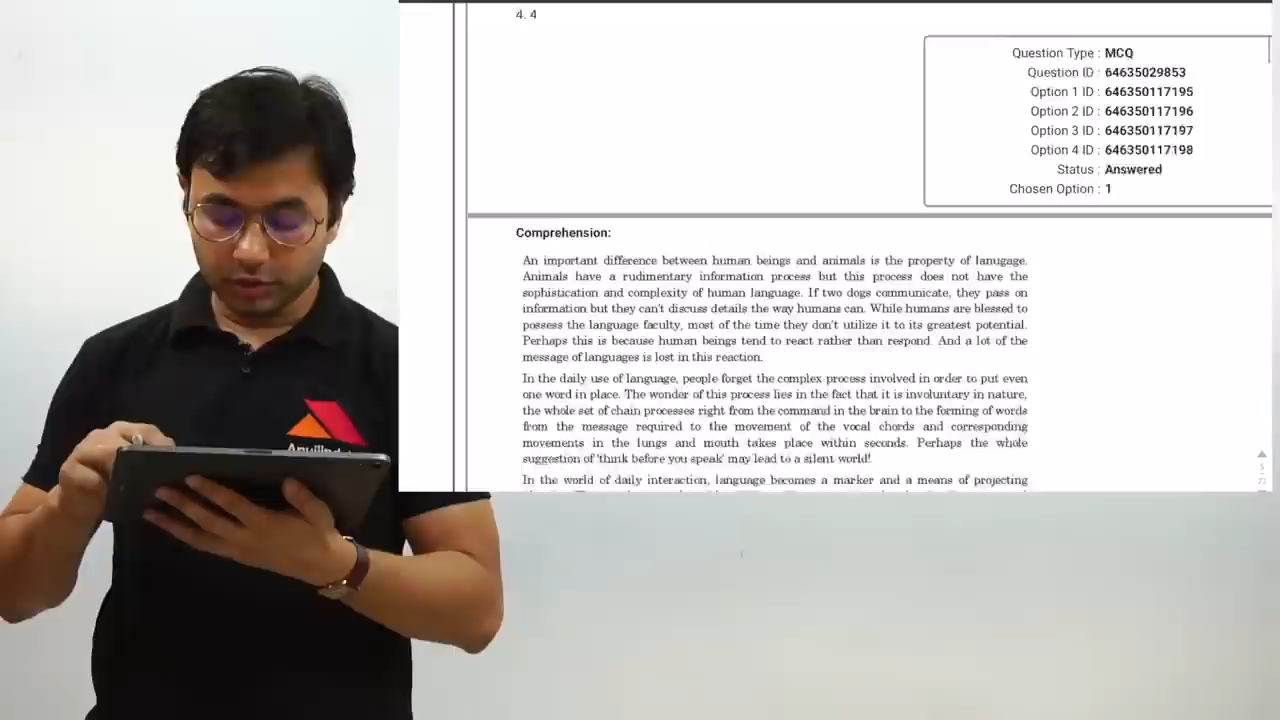 4. 4
Question Type : MCQ
Question ID : 64635029853
Option 1 ID : 646350117195
Option 2 ID : 646350117196
Option 3 ID : 646350117197
Option 4 ID : 646350117198
Status : Answered
Chosen Option : 1
Comprehension:
An important difference between human beings and animals is the property of lanugage.
Animals have a rudimentary information process but this process does not have the
sophistication and complexity of human language. If two dogs communicate, they pass on
information but they can't discuss details the way humans can. While humans are blessed to
possess the language faculty, most of the time they don't utilize it to its greatest potential.
Perhaps this is because human beings tend to react rather than respond. And a lot of the
message of languages is lost in this reaction.
In the daily use of language, people forget the complex process involved in order to put even
one word in place. The wonder of this process lies in the fact that it is involuntary in nature,
the whole set of chain processes right from the command in the brain to the forming of words
from the message required to the movement of the vocal chords and corresponding
movements in the lungs and mouth takes place within seconds. Perhaps the whole
suggestion of 'think before you speak' may lead to a silent world!
In the world of daily interaction, language becomes a marker and a means of projecting